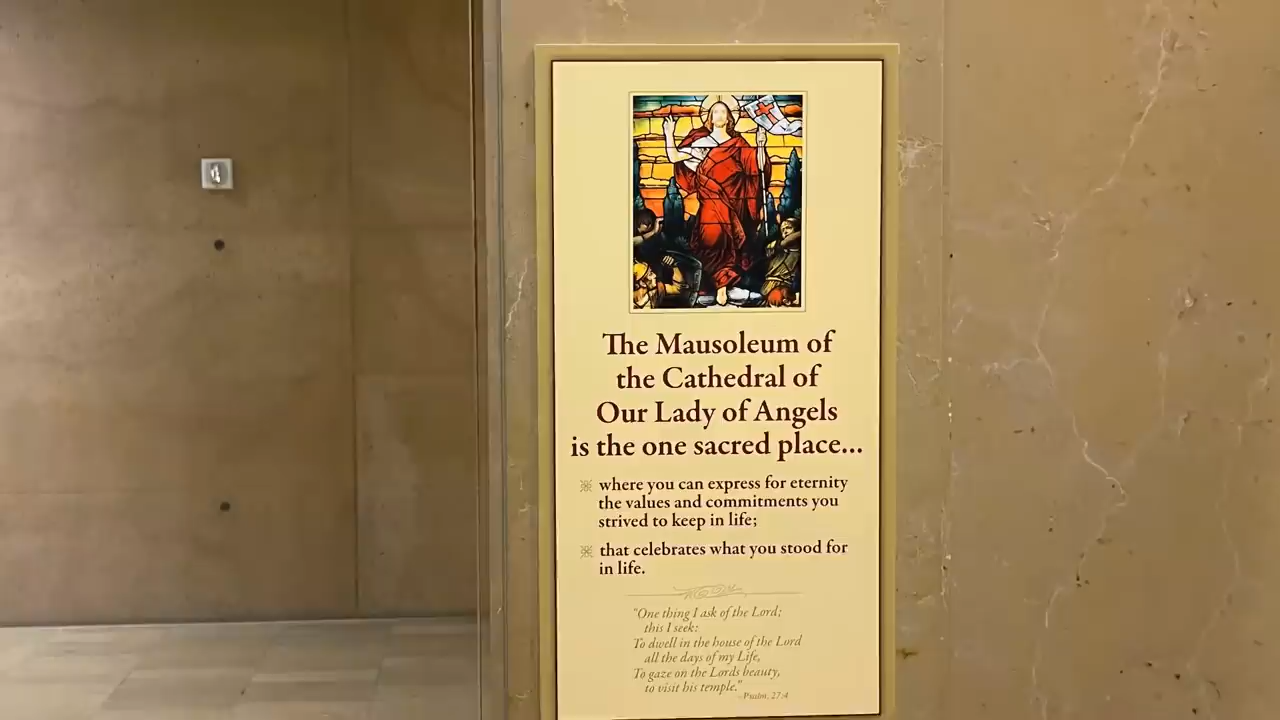 The Mausoleum of
the Cathedral of
Our Lady of Angels
is the one sacred place...
where you can express for eternity
the values and commitments you
strived to keep in life;
that celebrates what you stood for
in life.
"One thing I ask of the Lord;
this I seek:
To dwell in the house of the Lord
all the days of my Life,
To gaze on the Lords beauty,
to visit his temple."
-Psalm, 27:4